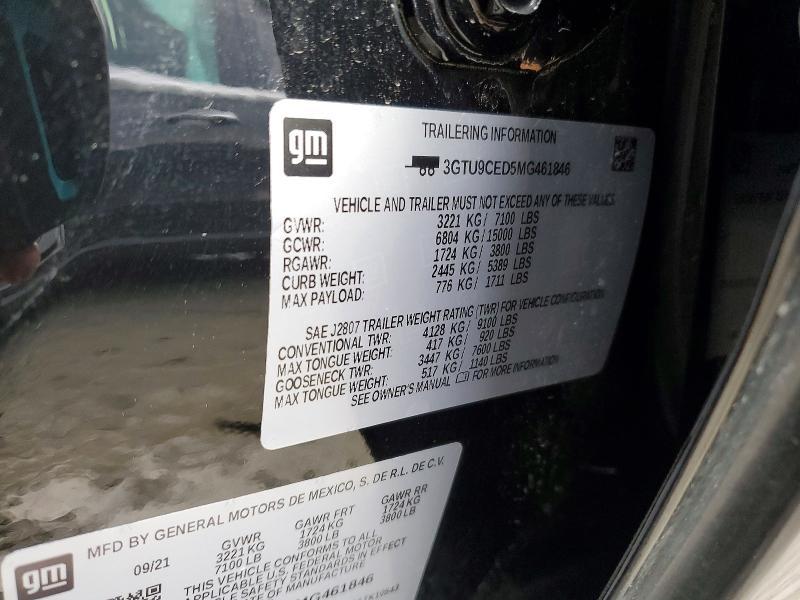 gm
TRAILERING INFORMATION
3GTU9CED5MG461846
VEHICLE AND TRAILER MUST NOT EXCEED ANY OF THESE VALUES.
GVWR: 3221 KG/ 7100 LBS
GCWR: 6804 KG/ 15000 LBS
RGAWR: 1724 KG/ 3800 LBS
CURB WEIGHT: 2445 KG/ 5389 LBS
MAX PAYLOAD: 776 KG/ 1711 LBS
SAE J2807 TRAILER WEIGHT RATING (TWR) FOR VEHICLE CONFIGURATION
CONVENTIONAL TWR: 4128 KG/ 9100 LBS
MAX TONGUE WEIGHT: 417 KG/ 920 LBS
GOOSENECK TWR: 3447 KG/ 7600 LBS
MAX TONGUE WEIGHT: 517 KG/ 1140 LBS
SEE OWNER'S MANUAL FOR MORE INFORMATION
gm
MFD BY GENERAL MOTORS DE MEXICO, S. DE R.L. DE C.V.
09/21 GVWR GAWR FRT GAWR RR
3221 KG 1724 KG 1724 KG
7100 LB 3800 LB 3800 LB
THIS VEHICLE CONFORMS TO ALL
APPLICABLE U.S. FEDERAL MOTOR
VEHICLE SAFETY STANDARDS IN
OF MANUFACTURE
MG461846